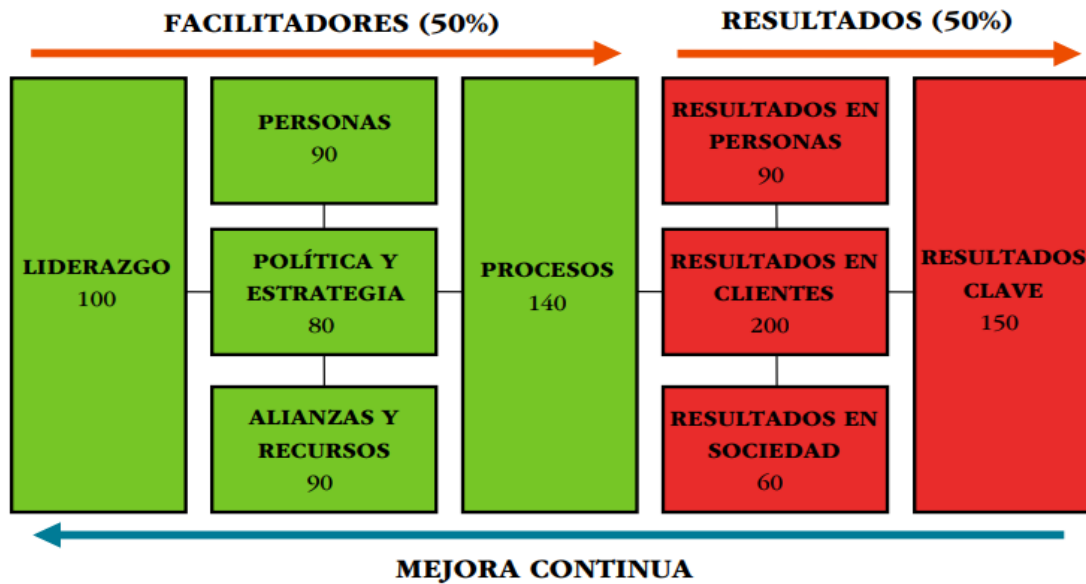 FACILITADORES (50%)
RESULTADOS (50%)
LIDERAZGO
100
PERSONAS
90
POLÍTICA Y
ESTRATEGIA
80
ALIANZAS Y
RECURSOS
90
PROCESOS
140
RESULTADOS EN
PERSONAS
90
RESULTADOS EN
CLIENTES
200
RESULTADOS EN
SOCIEDAD
60
RESULTADOS
CLAVE
150
MEJORA CONTINUA